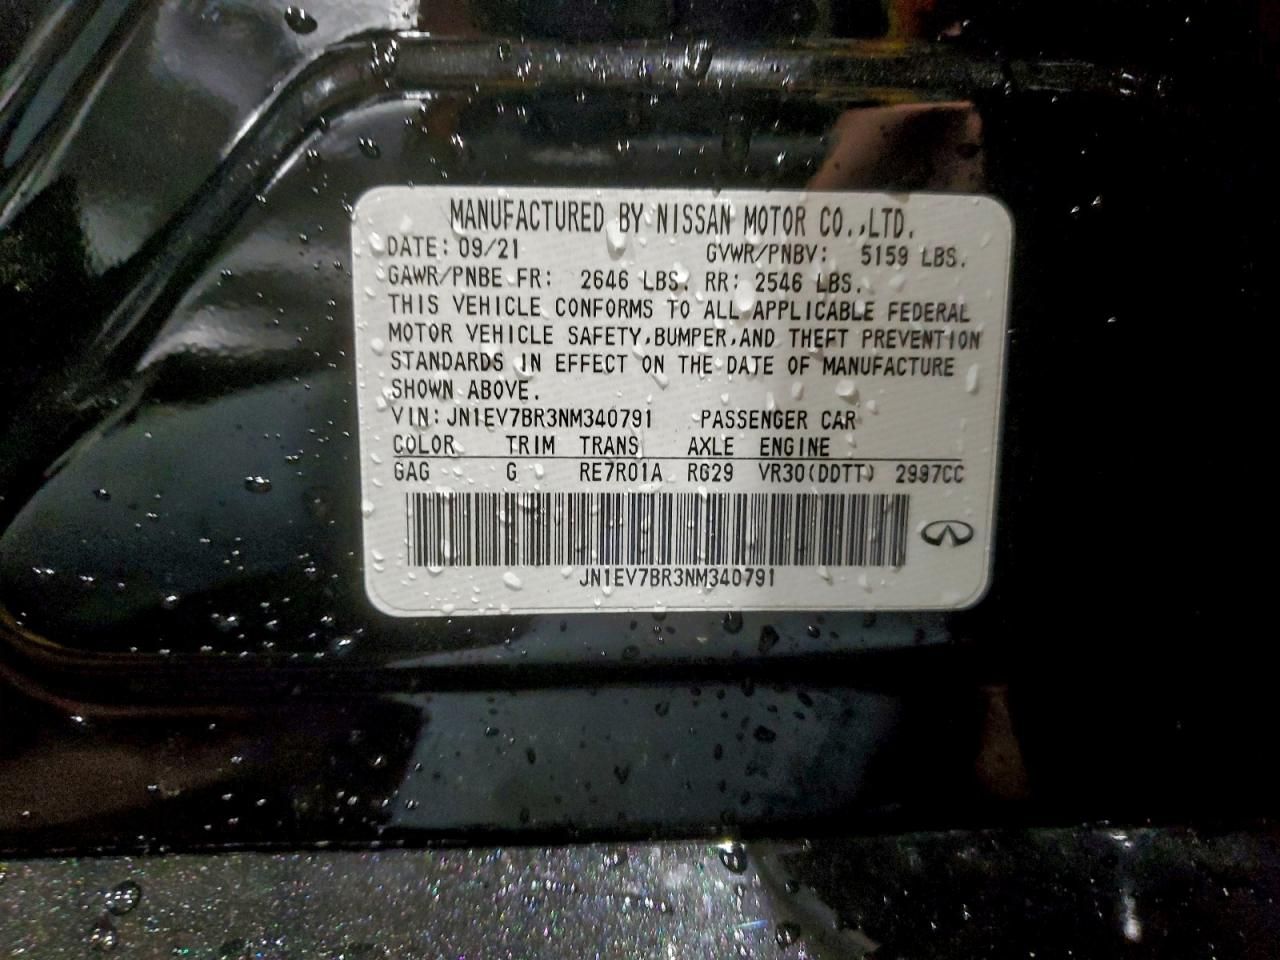 MANUFACTURED BY NISSAN MOTOR CO.,LTD.
DATE: 09/21 GVWR/PNBV: 5159 LBS.
GAWR/PNBE FR: 2646 LBS. RR: 2546 LBS.
THIS VEHICLE CONFORMS TO ALL APPLICABLE FEDERAL
MOTOR VEHICLE SAFETY,BUMPER,AND THEFT PREVENTION
STANDARDS IN EFFECT ON THE DATE OF MANUFACTURE
SHOWN ABOVE.
VIN: JN1EV7BR3NM340791 PASSENGER CAR
COLOR TRIM TRANS AXLE ENGINE
GAG G RE7R01A RG29 VR30(DDTT) 2997CC
JN1EV7BR3NM340791